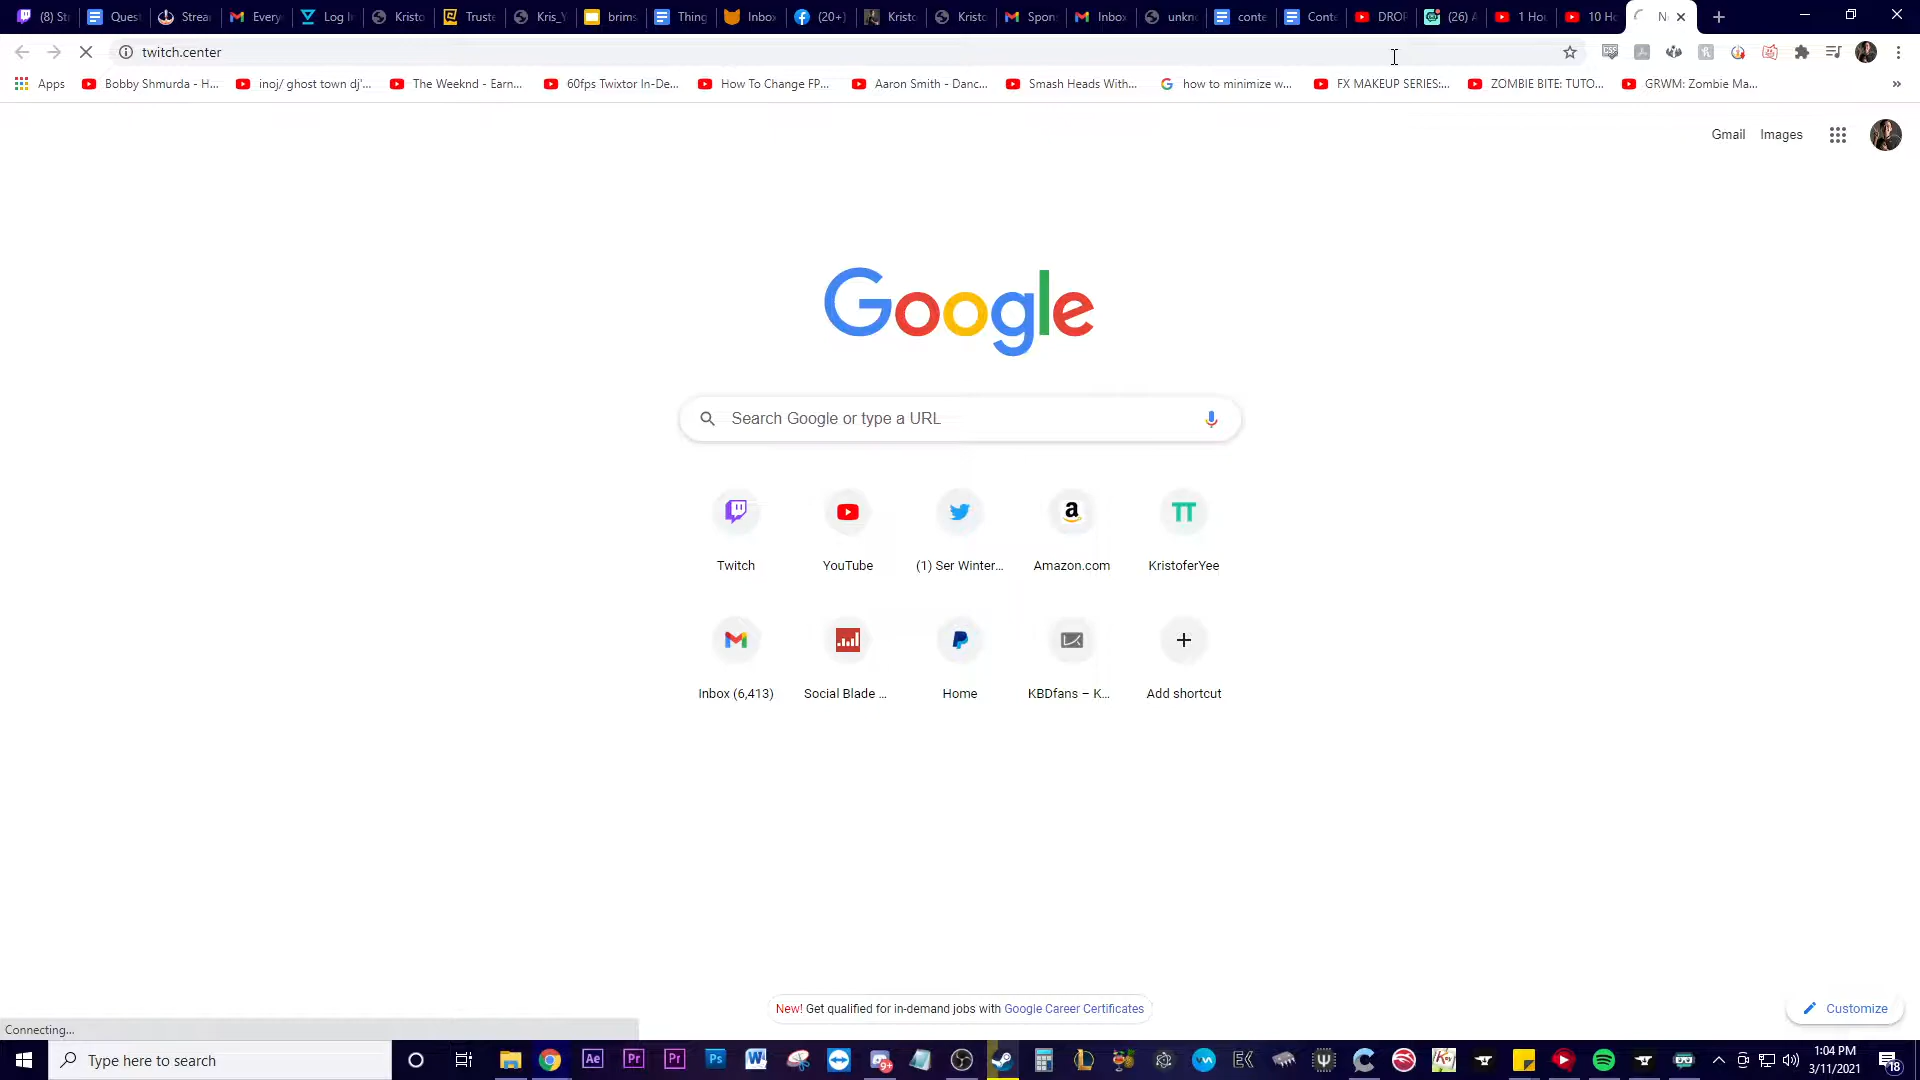 (8) St
Quest
Strea
Every
Log I
Kristo
Truste
Kris_Y
brims
Thing
Inbox
(20+)
Kristo
Kristo
Spon
Inbox
unkn
conte
Conte
DROP
(26) A
1 Hou
10 Ho
N
twitch.center
Apps
Bobby Shmurda - H...
inoj/ ghost town dj'...
The Weeknd - Earn...
60fps Twixtor In-De...
How To Change FP...
Aaron Smith - Danc...
Smash Heads With...
how to minimize w...
FX MAKEUP SERIES:...
ZOMBIE BITE: TUTO...
GRWM: Zombie Ma...
»
Gmail Images
Google
Search Google or type a URL
Twitch
YouTube
(1) Ser Winter...
Amazon.com
KristoferYee
Inbox (6,413)
Social Blade ...
Home
KBDfans – K...
Add shortcut
New! Get qualified for in-demand jobs with Google Career Certificates
Customize
Connecting...
Type here to search
1:04 PM
3/11/2021
18